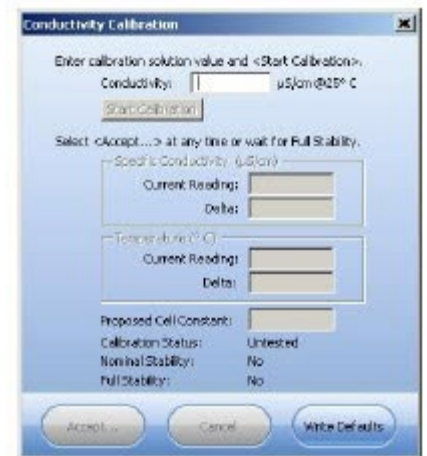 Conductivity Calibration
Enter calibration solution value and <Start Calibration>.
Conductivity: µS/cm @25° C
Start Calibration
Select <Accept...> at any time or wait for Full Stability.
Specific Conductivity (µS/cm)
Current Reading:
Delta:
Temperature (° C)
Current Reading:
Delta:
Proposed Cell Constant:
Calibration Status: Untested
Nominal Stability: No
Full Stability: No
Accept... Cancel Write Defaults